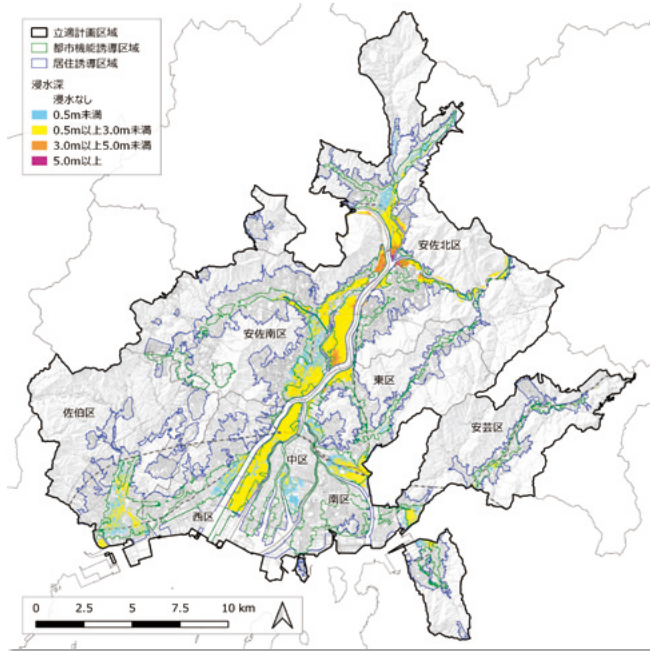 立適計画区域
都市機能誘導区域
居住誘導区域
浸水深
浸水なし
0.5m未満
0.5m以上3.0m未満
3.0m以上5.0m未満
5.0m以上
安佐北区
安佐南区
東区
佐伯区
安芸区
中区
南区
西区
0 2.5 5 7.5 10 km